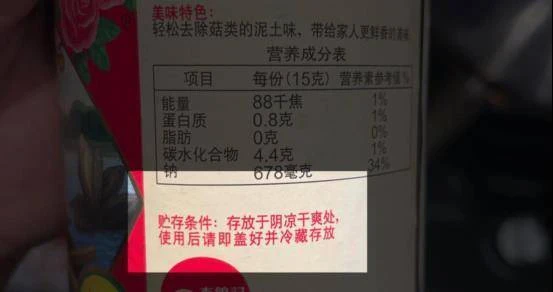 美味特色：
轻松去除菇类的泥土味，带给家人更鲜香的美味
营养成分表
项目 每份(15克) 营养素参考值%
能量 88千焦 1%
蛋白质 0.8克 1%
脂肪 0克 0%
碳水化合物 4.4克 1%
钠 678毫克 34%
贮存条件：存放于阴凉干爽处，
使用后请即盖好并冷藏存放